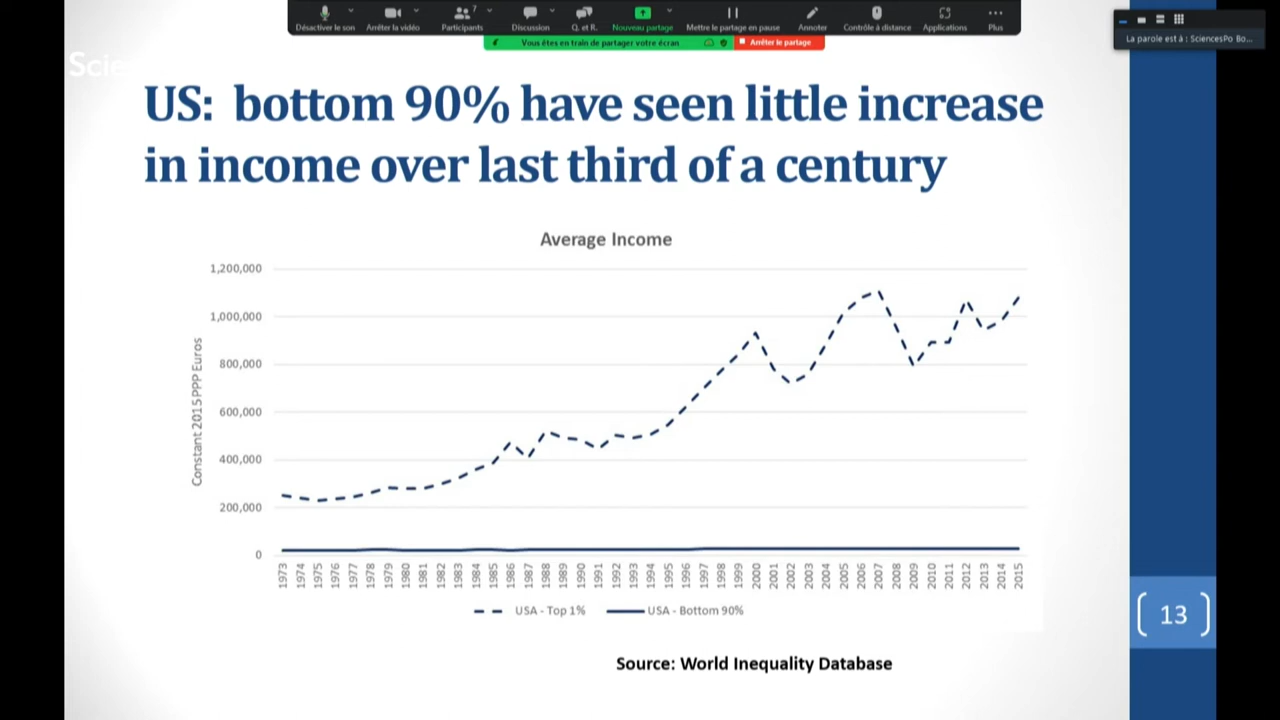 Désactiver le son
Arrêter la vidéo
Participants
7
Discussion
Q. et R.
Nouveau partage
Mettre le partage en pause
Annoter
Contrôle à distance
Applications
Plus
Vous êtes en train de partager votre écran
Arrêter le partage
La parole est à : SciencesPo Bo...
US: bottom 90% have seen little increase
in income over last third of a century
Average Income
Constant 2015 PPP Euros
1,200,000
1,000,000
800,000
600,000
400,000
200,000
0
1973 1974 1975 1976 1977 1978 1979 1980 1981 1982 1983 1984 1985 1986 1987 1988 1989 1990 1991 1992 1993 1994 1995 1996 1997 1998 1999 2000 2001 2002 2003 2004 2005 2006 2007 2008 2009 2010 2011 2012 2013 2014 2015
USA - Top 1% USA - Bottom 90%
13
Source: World Inequality Database